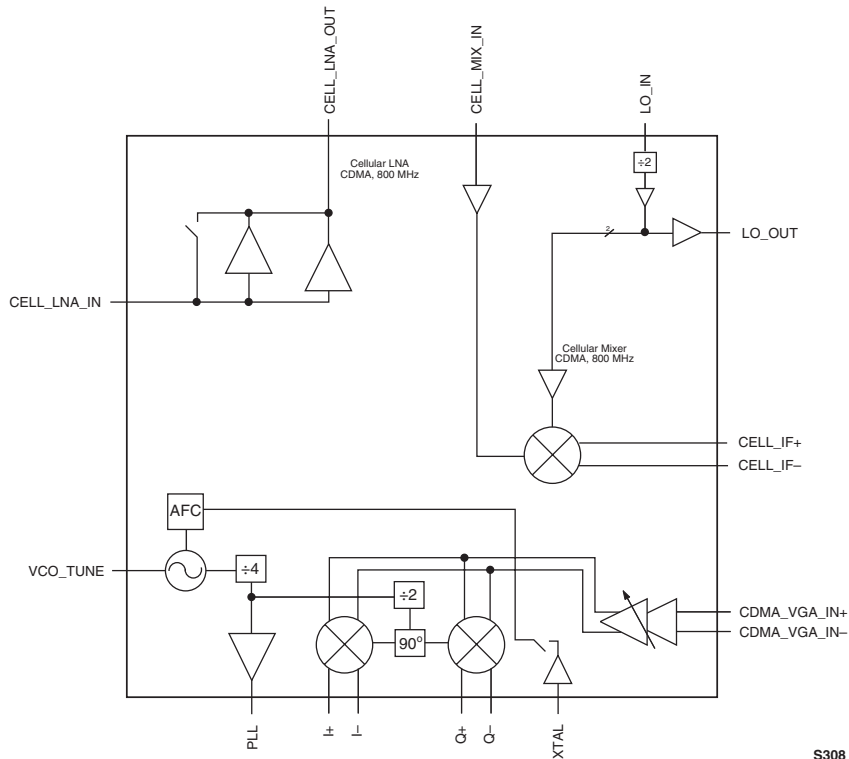 CELL_LNA_OUT
CELL_MIX_IN
LO_IN
Cellular LNA
CDMA, 800 MHz
÷2
2
LO_OUT
CELL_LNA_IN
Cellular Mixer
CDMA, 800 MHz
CELL_IF+
CELL_IF–
AFC
VCO_TUNE
÷4
÷2
90°
CDMA_VGA_IN+
CDMA_VGA_IN–
PLL
I+
I–
Q+
Q–
XTAL
S308